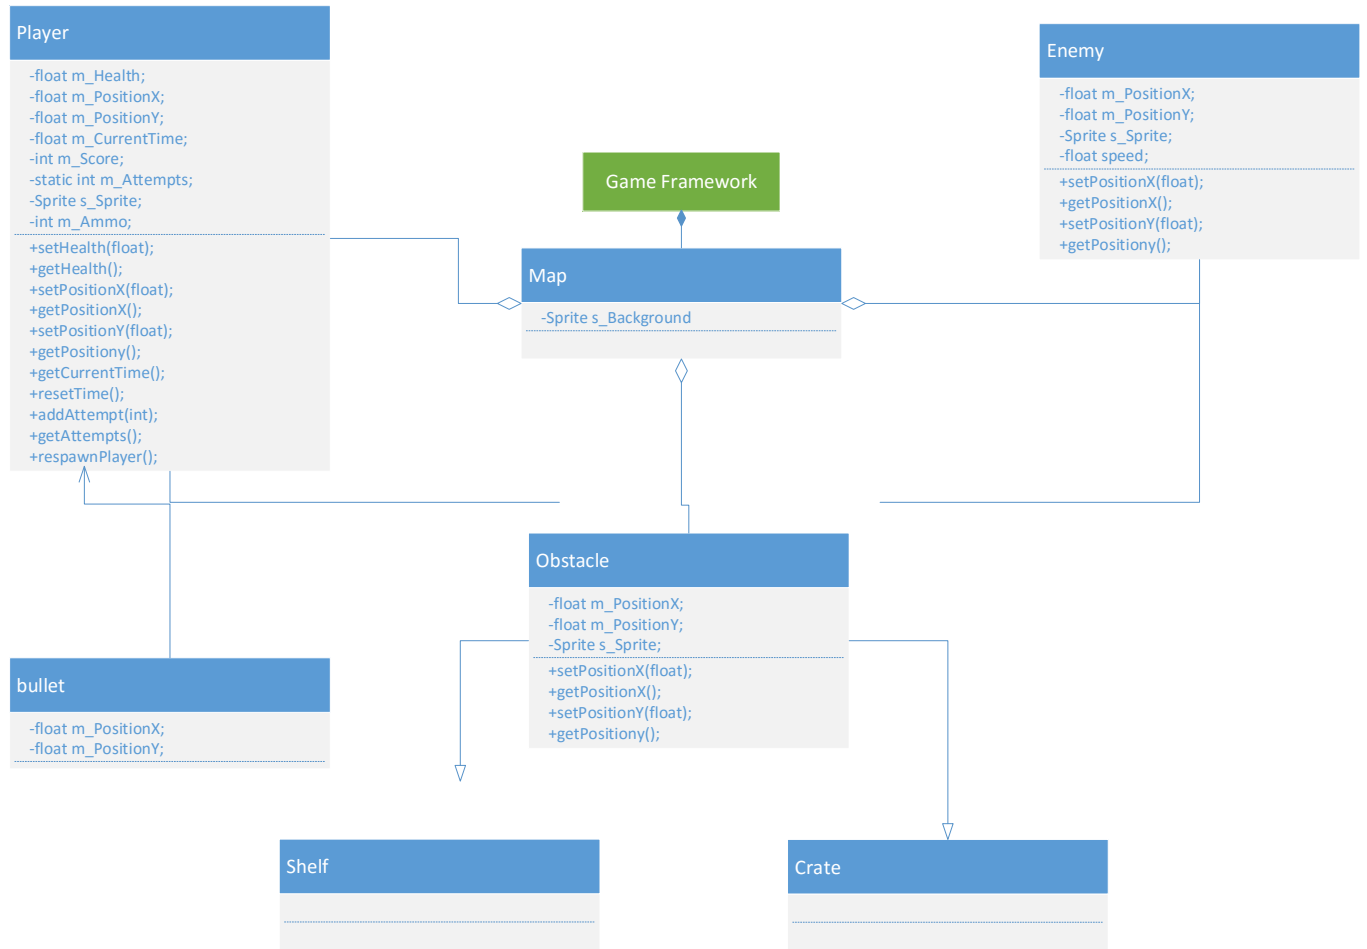 Player
-float m_Health;
-float m_PositionX;
-float m_PositionY;
-float m_CurrentTime;
-int m_Score;
-static int m_Attempts;
-Sprite s_Sprite;
-int m_Ammo;
+setHealth(float);
+getHealth();
+setPositionX(float);
+getPositionX();
+setPositionY(float);
+getPositiony();
+getCurrentTime();
+resetTime();
+addAttempt(int);
+getAttempts();
+respawnPlayer();
Game Framework
Map
-Sprite s_Background
Enemy
-float m_PositionX;
-float m_PositionY;
-Sprite s_Sprite;
-float speed;
+setPositionX(float);
+getPositionX();
+setPositionY(float);
+getPositiony();
Obstacle
-float m_PositionX;
-float m_PositionY;
-Sprite s_Sprite;
+setPositionX(float);
+getPositionX();
+setPositionY(float);
+getPositiony();
bullet
-float m_PositionX;
-float m_PositionY;
Shelf
Crate